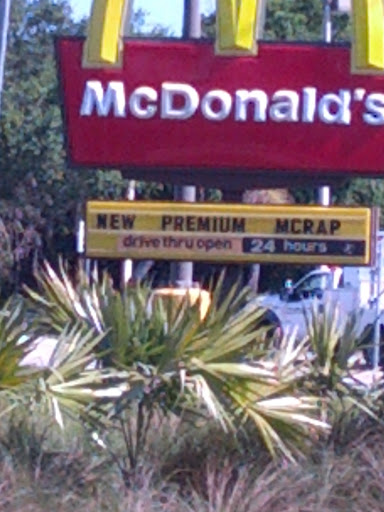 McDonald's
NEW PREMIUM MCRAP
drive thru open 24 hours